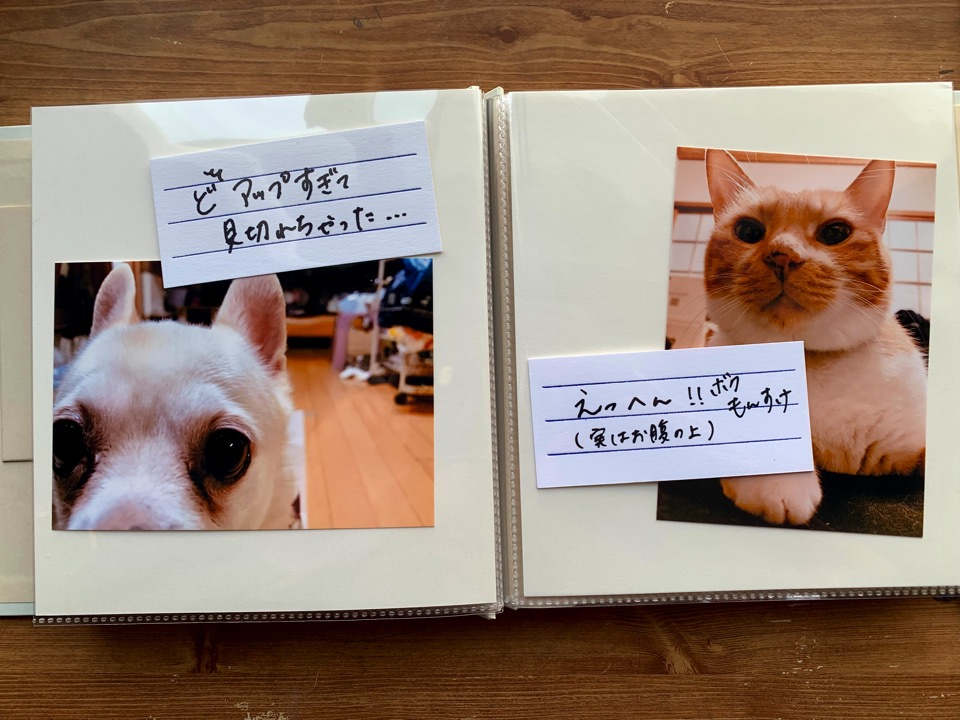 どアップすぎて
見切れちゃった…
えっへん!! ボク
もんすけ
(実はお腹の上)